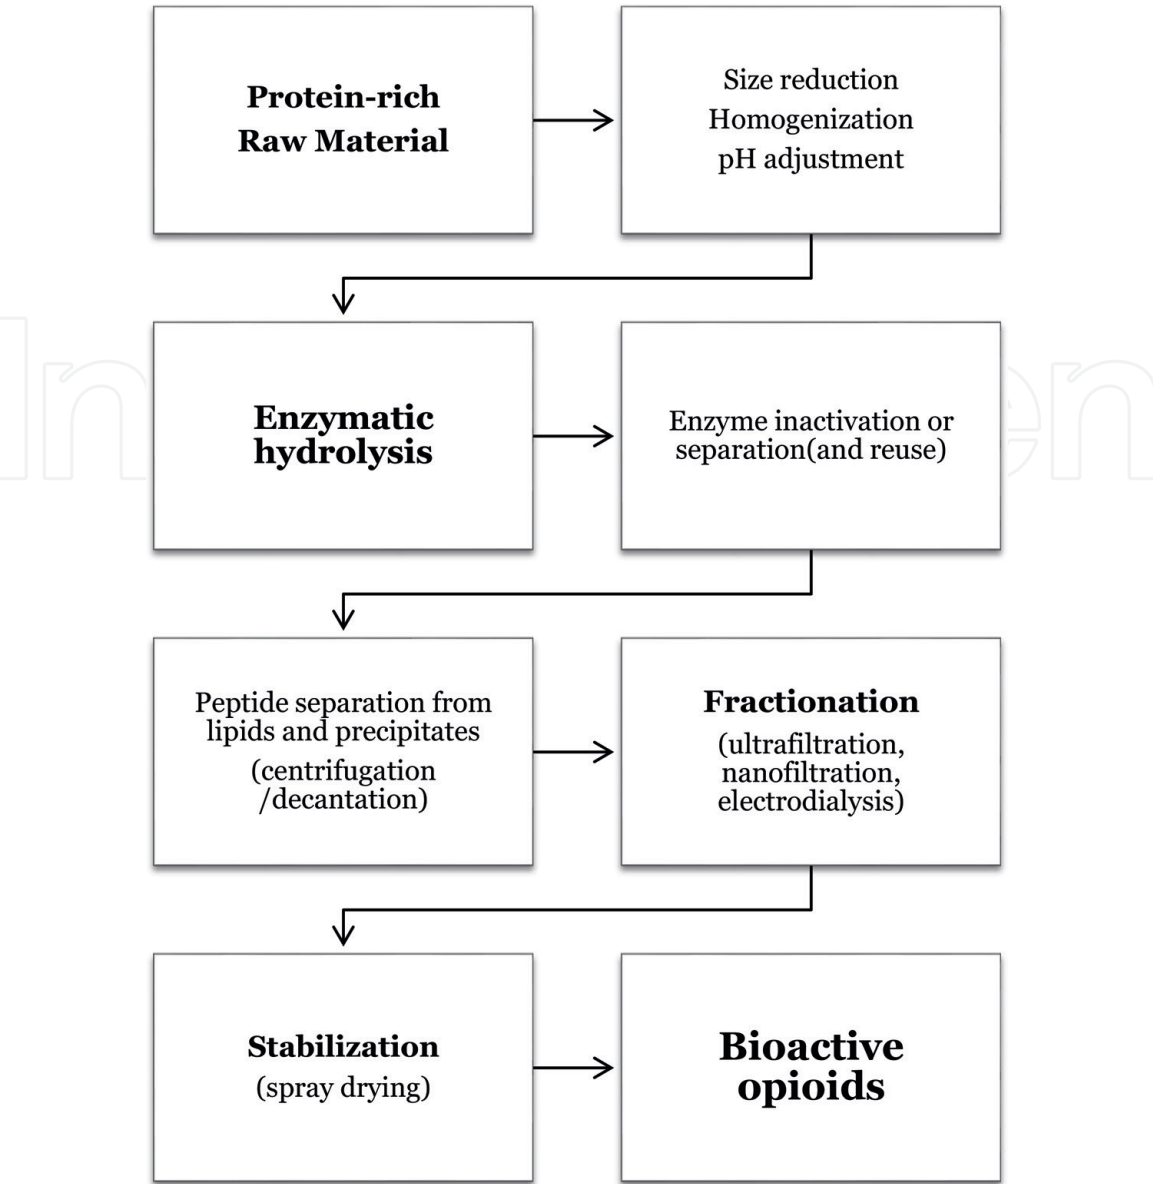 Protein-rich
Raw Material
Size reduction
Homogenization
pH adjustment
Enzymatic
hydrolysis
Enzyme inactivation or
separation(and reuse)
Peptide separation from
lipids and precipitates
(centrifugation
/decantation)
Fractionation
(ultrafiltration,
nanofiltration,
electrodialysis)
Stabilization
(spray drying)
Bioactive
opioids